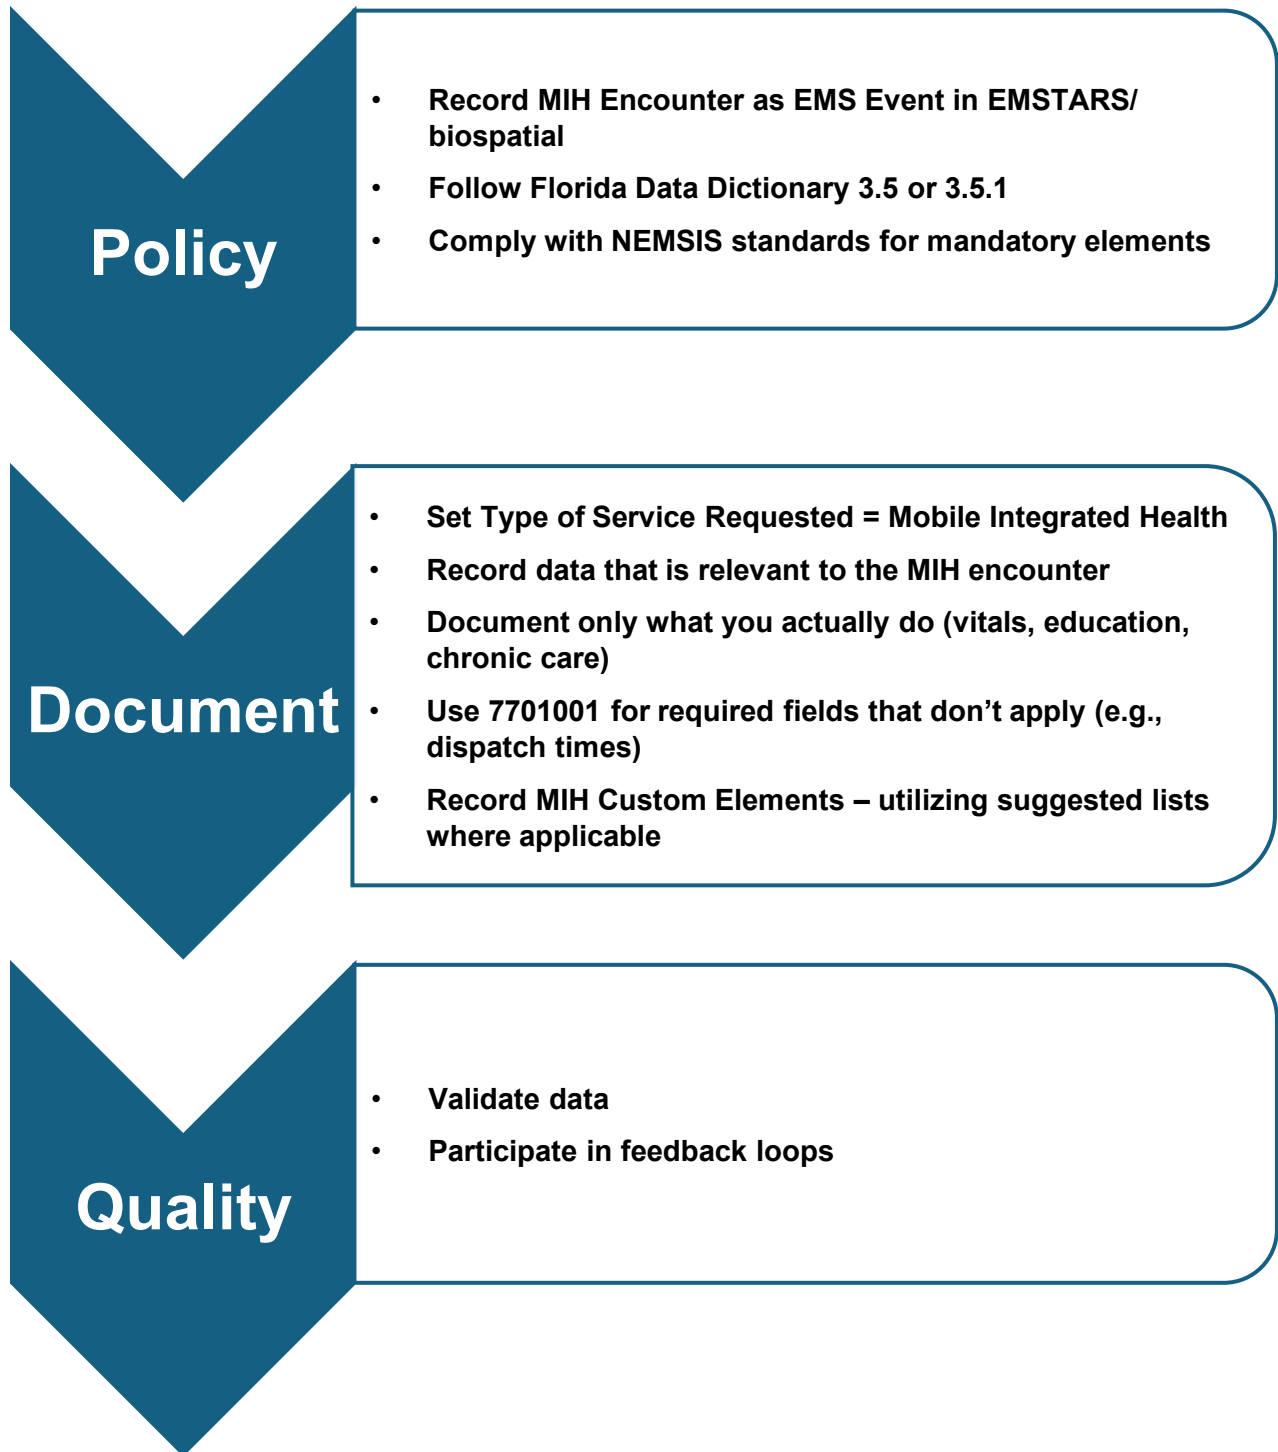 Policy
• Record MIH Encounter as EMS Event in EMSTARS/
biospatial
• Follow Florida Data Dictionary 3.5 or 3.5.1
• Comply with NEMSIS standards for mandatory elements
Document
• Set Type of Service Requested = Mobile Integrated Health
• Record data that is relevant to the MIH encounter
• Document only what you actually do (vitals, education,
chronic care)
• Use 7701001 for required fields that don’t apply (e.g.,
dispatch times)
• Record MIH Custom Elements – utilizing suggested lists
where applicable
Quality
• Validate data
• Participate in feedback loops